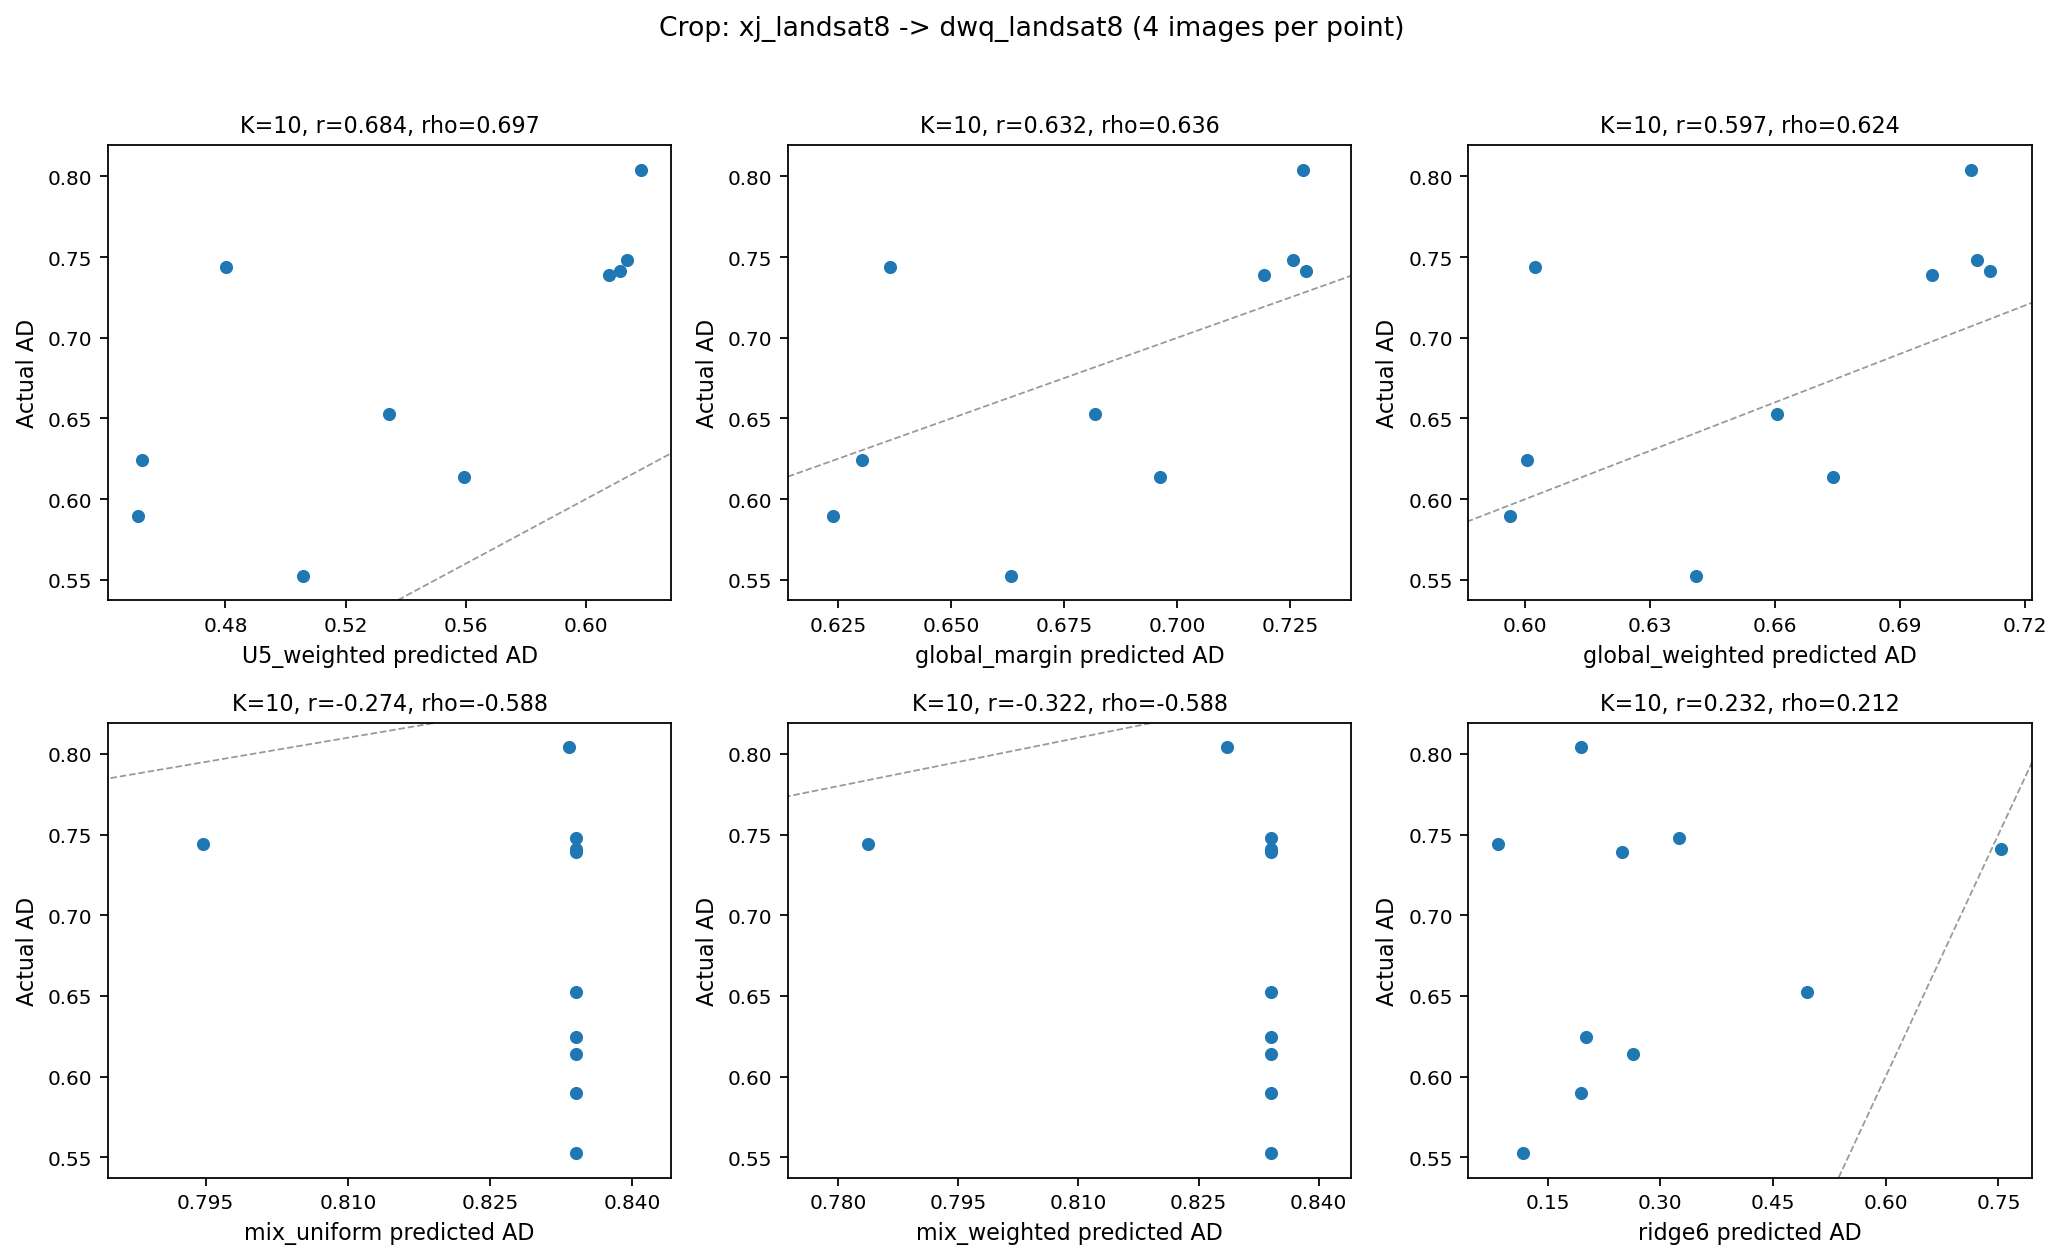 Crop: xj_landsat8 -> dwq_landsat8 (4 images per point)
K=10, r=0.684, rho=0.697
Actual AD
0.80
0.75
0.70
0.65
0.60
0.55
0.48 0.52 0.56 0.60
U5_weighted predicted AD
K=10, r=0.632, rho=0.636
Actual AD
0.80
0.75
0.70
0.65
0.60
0.55
0.625 0.650 0.675 0.700 0.725
global_margin predicted AD
K=10, r=0.597, rho=0.624
Actual AD
0.80
0.75
0.70
0.65
0.60
0.55
0.60 0.63 0.66 0.69 0.72
global_weighted predicted AD
K=10, r=-0.274, rho=-0.588
Actual AD
0.80
0.75
0.70
0.65
0.60
0.55
0.795 0.810 0.825 0.840
mix_uniform predicted AD
K=10, r=-0.322, rho=-0.588
Actual AD
0.80
0.75
0.70
0.65
0.60
0.55
0.780 0.795 0.810 0.825 0.840
mix_weighted predicted AD
K=10, r=0.232, rho=0.212
Actual AD
0.80
0.75
0.70
0.65
0.60
0.55
0.15 0.30 0.45 0.60 0.75
ridge6 predicted AD